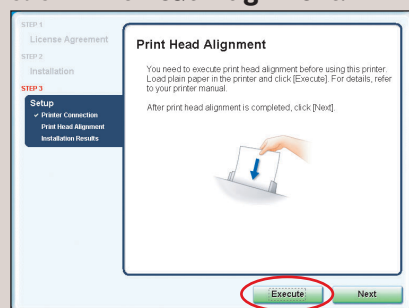 STEP 1
License Agreement
STEP 2
Installation
STEP 3
Setup
✓ Printer Connection
Print Head Alignment
Installation Results
Print Head Alignment
You need to execute print head alignment before using this printer.
Load plain paper in the printer and click [Execute]. For details, refer
to your printer manual.
After print head alignment is completed, click [Next].
Execute
Next